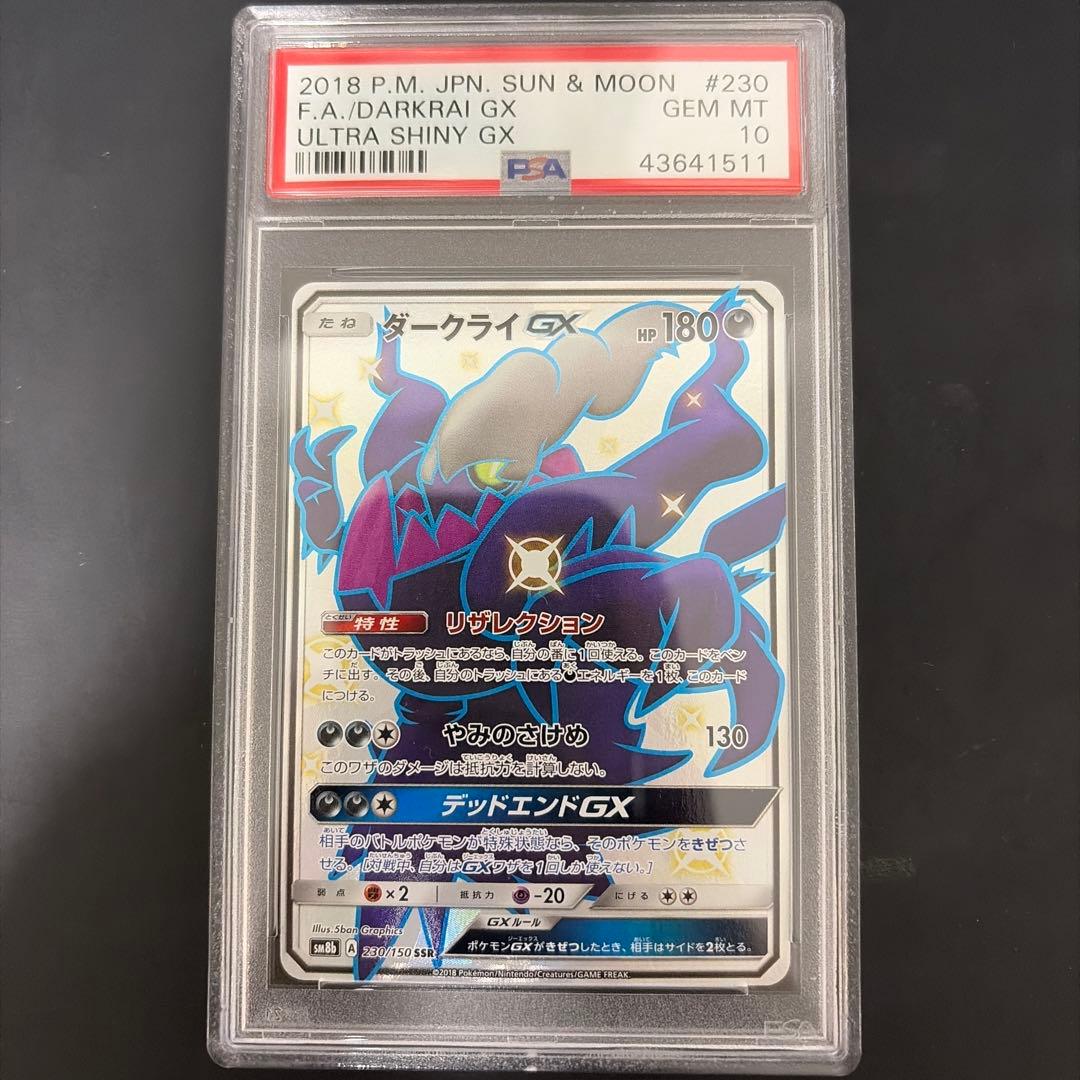 2018 P.M. JPN. SUN & MOON #230
F.A./DARKRAI GX GEM MT
ULTRA SHINY GX 10
PSA 43641511
たね ダークライGX HP 180
とくせい
特性 リザレクション
このカードがトラッシュにあるなら、自分の番に1回使える。このカードをベン
チに出す。その後、自分のトラッシュにあるエネルギーを1枚、このカード
につける。
やみのさけめ 130
このワザのダメージは抵抗力を計算しない。
デッドエンドGX
相手のバトルポケモンが特殊状態なら、そのポケモンをきぜつさ
せる。[対戦中、自分はGXワザを1回しか使えない。]
弱点 ×2 抵抗力 -20 にげる
GXルール
Illus.5ban Graphics
ポケモンGXがきぜつしたとき、相手はサイドを2枚とる。
sm8b A 230/150 SSR
©2018 Pokémon/Nintendo/Creatures/GAME FREAK.
PSA